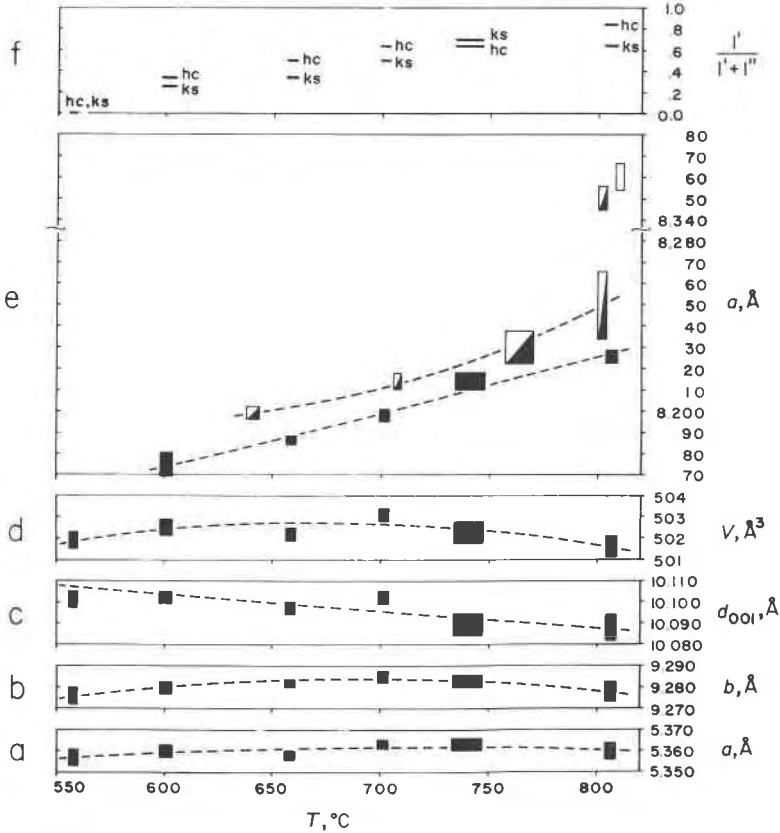 f
hc,ks
hc
ks
hc
ks
hc
ks
ks
hc
hc
ks
1.0
.8
.6
.4
.2
0.0
I'
I'+I"
e
80
70
60
50
8.340
8.280
70
60
50
40
30
20
10
8.200
90
80
70
a,Å
d
504
503
502
501
V,Å³
c
10.110
10.100
10.090
10.080
d₀₀₁,Å
b
9.290
9.280
9.270
b,Å
a
5.370
5.360
5.350
a,Å
550
600
650
700
750
800
T,°C